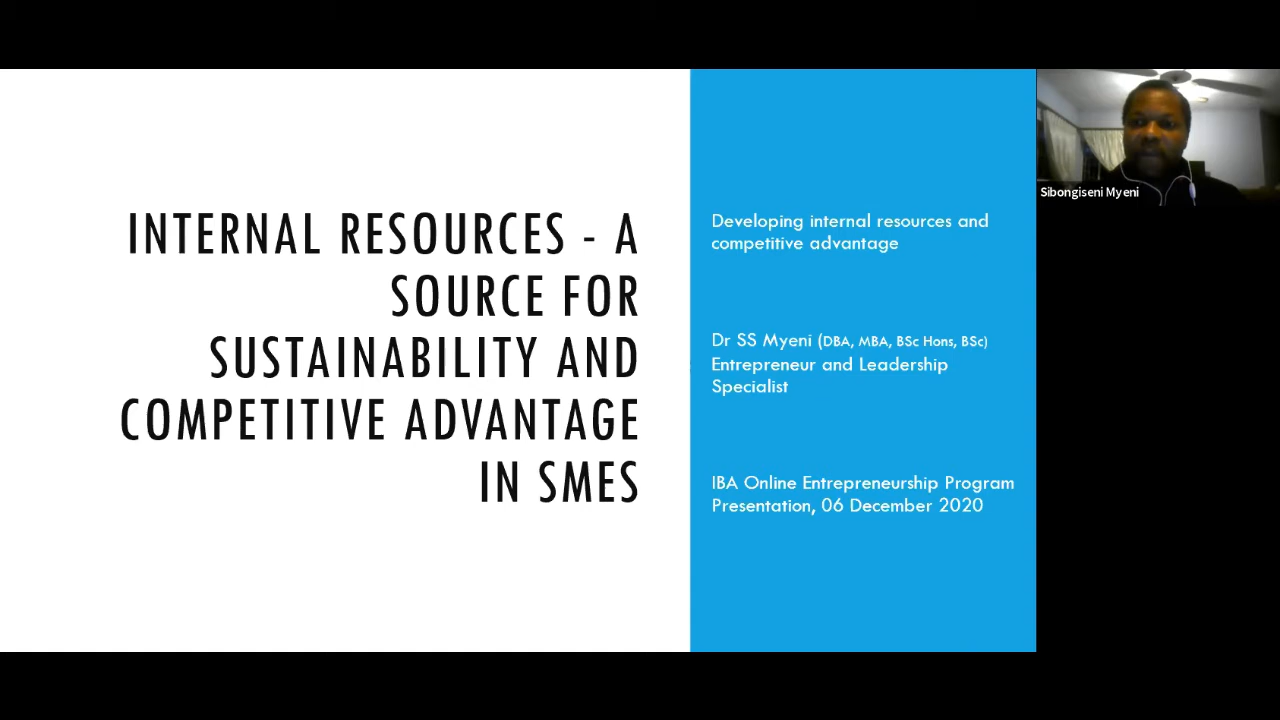 INTERNAL RESOURCES - A
SOURCE FOR
SUSTAINABILITY AND
COMPETITIVE ADVANTAGE
IN SMES
Developing internal resources and
competitive advantage
Dr SS Myeni (DBA, MBA, BSc Hons, BSc)
Entrepreneur and Leadership
Specialist
IBA Online Entrepreneurship Program
Presentation, 06 December 2020
Sibongiseni Myeni